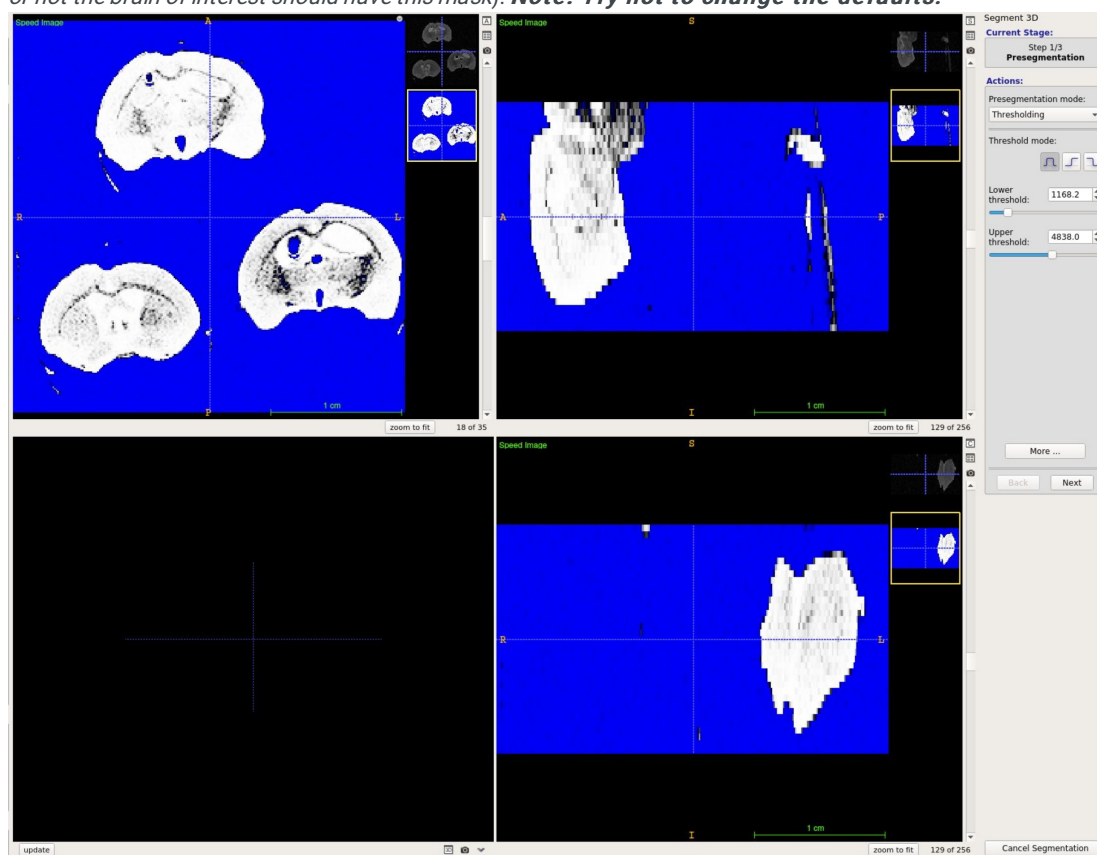 or not the brain of interest should have this mask). Note: Try not to change the defaults.
Speed Image
A
R
L
P
1 cm
A
zoom to fit
18 of 35
Speed Image
S
A
P
I
1 cm
S
zoom to fit
129 of 256
update
3D
Speed Image
S
R
L
I
1 cm
C
zoom to fit
129 of 256
Segment 3D
Current Stage:
Step 1/3
Presegmentation
Actions:
Presegmentation mode:
Thresholding
Threshold mode:
Lower
threshold:
1168.2
Upper
threshold:
4838.0
More ...
Back
Next
Cancel Segmentation